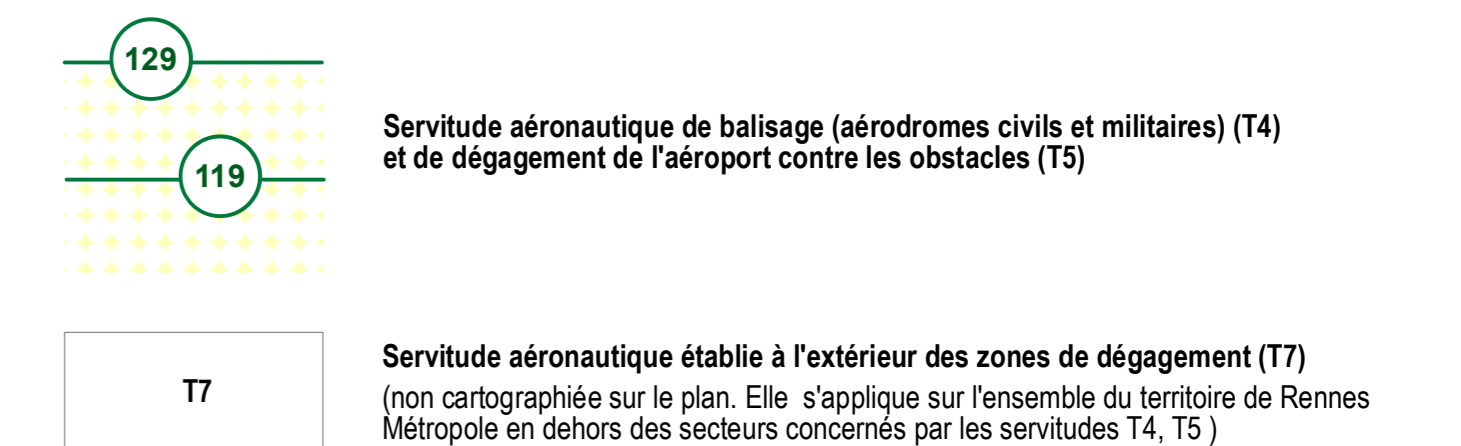 129
119
Servitude aéronautique de balisage (aérodromes civils et militaires) (T4)
et de dégagement de l'aéroport contre les obstacles (T5)
T7
Servitude aéronautique établie à l'extérieur des zones de dégagement (T7)
(non cartographiée sur le plan. Elle s'applique sur l'ensemble du territoire de Rennes
Métropole en dehors des secteurs concernés par les servitudes T4, T5 )